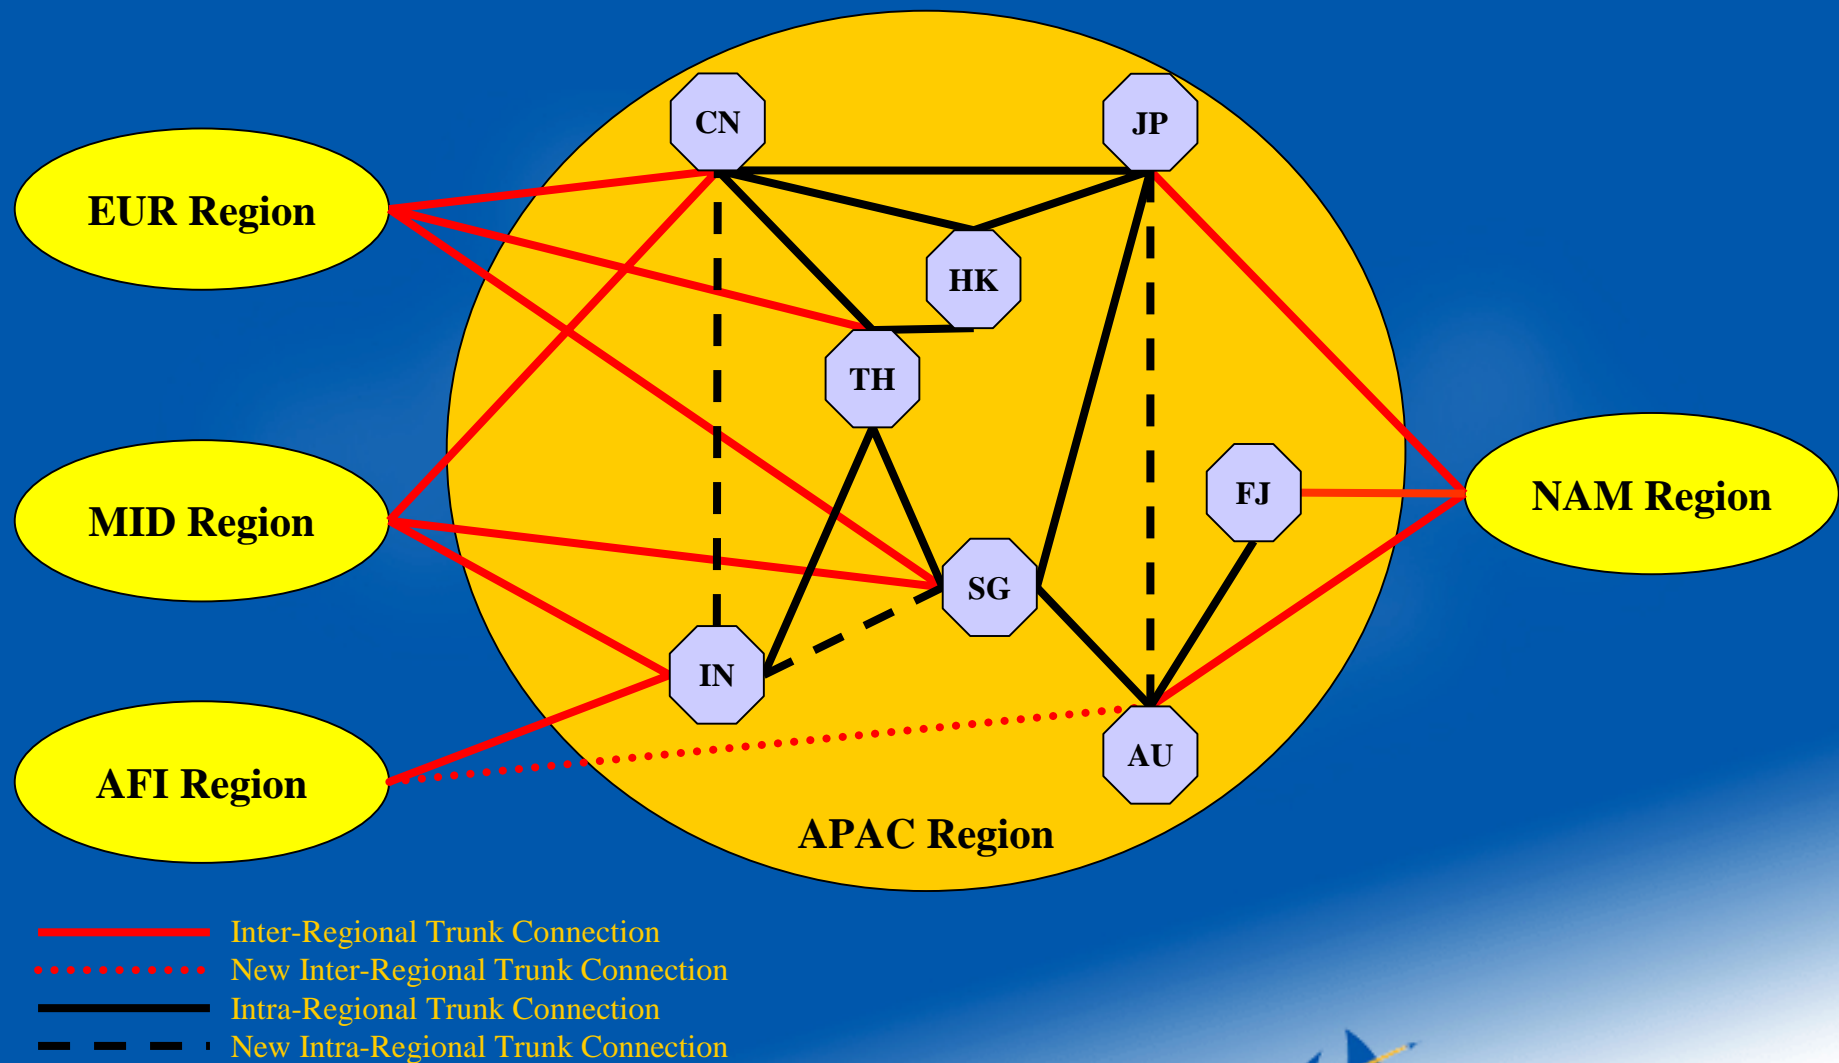 CN
JP
EUR Region
HK
TH
FJ
NAM Region
MID Region
SG
IN
AU
AFI Region
APAC Region
Inter-Regional Trunk Connection
New Inter-Regional Trunk Connection
Intra-Regional Trunk Connection
New Intra-Regional Trunk Connection